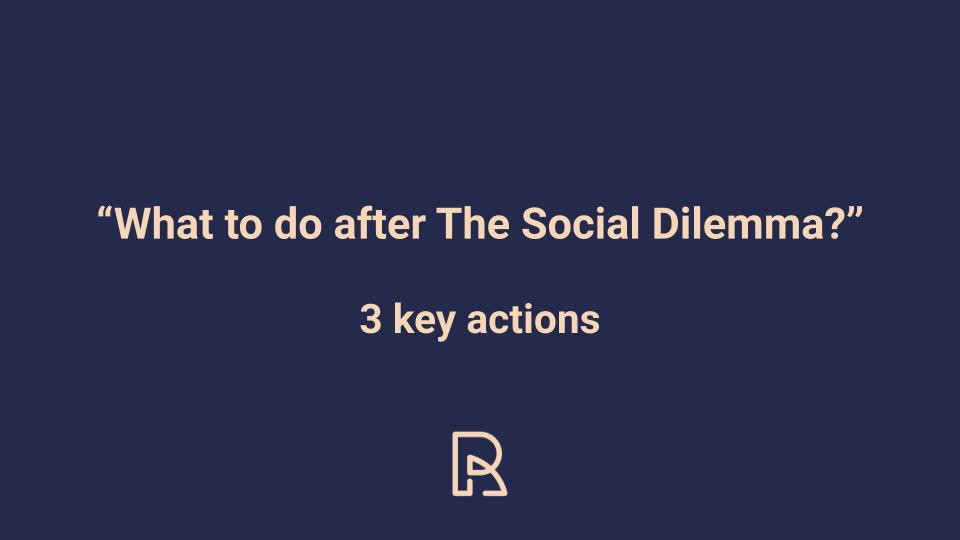 “What to do after The Social Dilemma?”
3 key actions